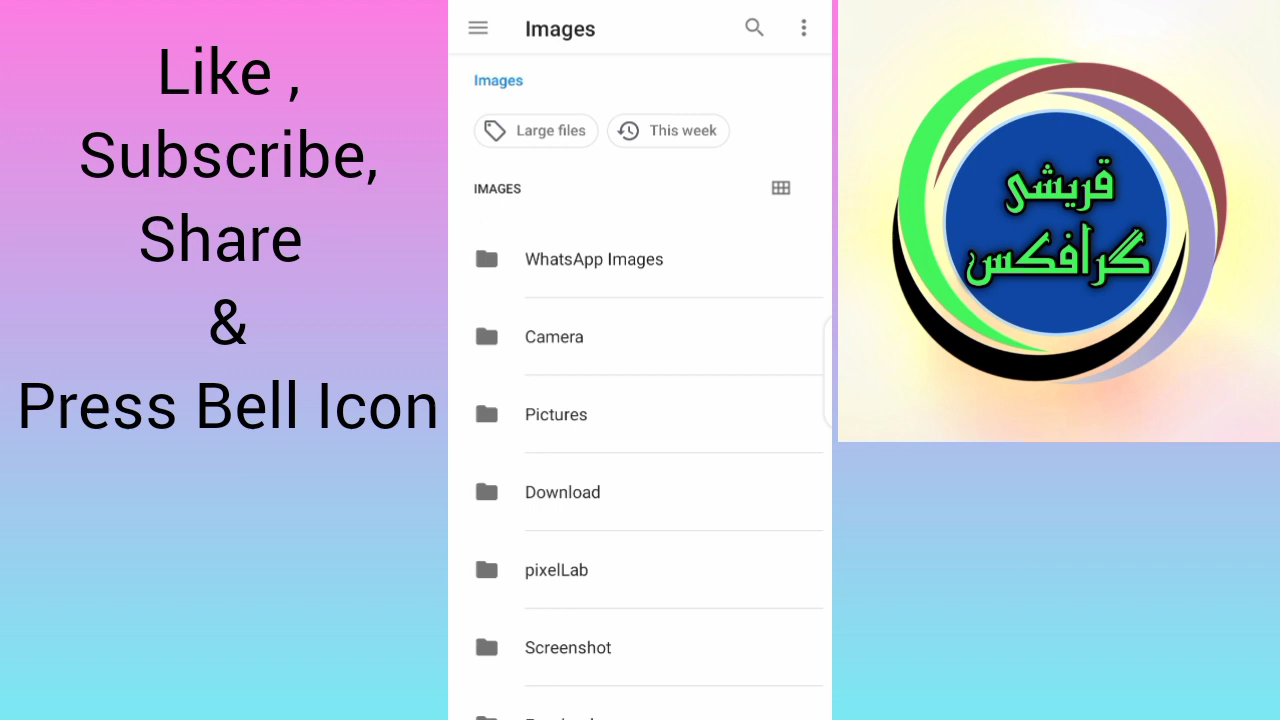 Like ,
Subscribe,
Share
&
Press Bell Icon
Images
Images
Large files
This week
IMAGES
WhatsApp Images
Camera
Pictures
Download
pixelLab
Screenshot
قریشی
گرافکس